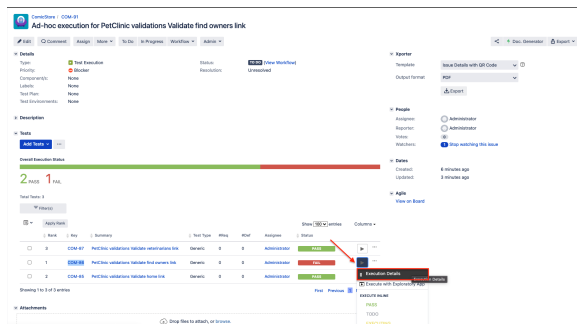 ComicStore / COM-91
Ad-hoc execution for PetClinic validations Validate find owners link
Edit Comment Assign More To Do In Progress Workflow Admin
Doc. Generator Export
Details
Type: Test Execution Status: TO DO (View Workflow)
Priority: Blocker Resolution: Unresolved
Component/s: None
Labels: None
Test Plan: None
Test Environments: None
Description
Tests
Add Tests
Overall Execution Status
2 PASS 1 FAIL
Total Tests: 3
Filter(s)
Apply Rank
Show 100 entries Columns
Rank Key Summary Test Type #Req #Def Assignee Status
3 COM-87 PetClinic validations Validate veterinarians link Generic 0 0 Administrator PASS
1 COM-88 PetClinic validations Validate find owners link Generic 0 0 Administrator FAIL
2 COM-86 PetClinic validations Validate home link Generic 0 0 Administrator PASS
Showing 1 to 3 of 3 entries
First Previous
Execution Details
Execution Details
Execute with Exploratory App
EXECUTE INLINE
PASS
TODO
EXECUTING
Attachments
Drop files to attach, or browse.
Xporter
Template Issue Details with QR Code
Output format PDF
Export
People
Assignee: Administrator
Reporter: Administrator
Votes: 0
Watchers: 1 Stop watching this issue
Dates
Created: 6 minutes ago
Updated: 3 minutes ago
Agile
View on Board